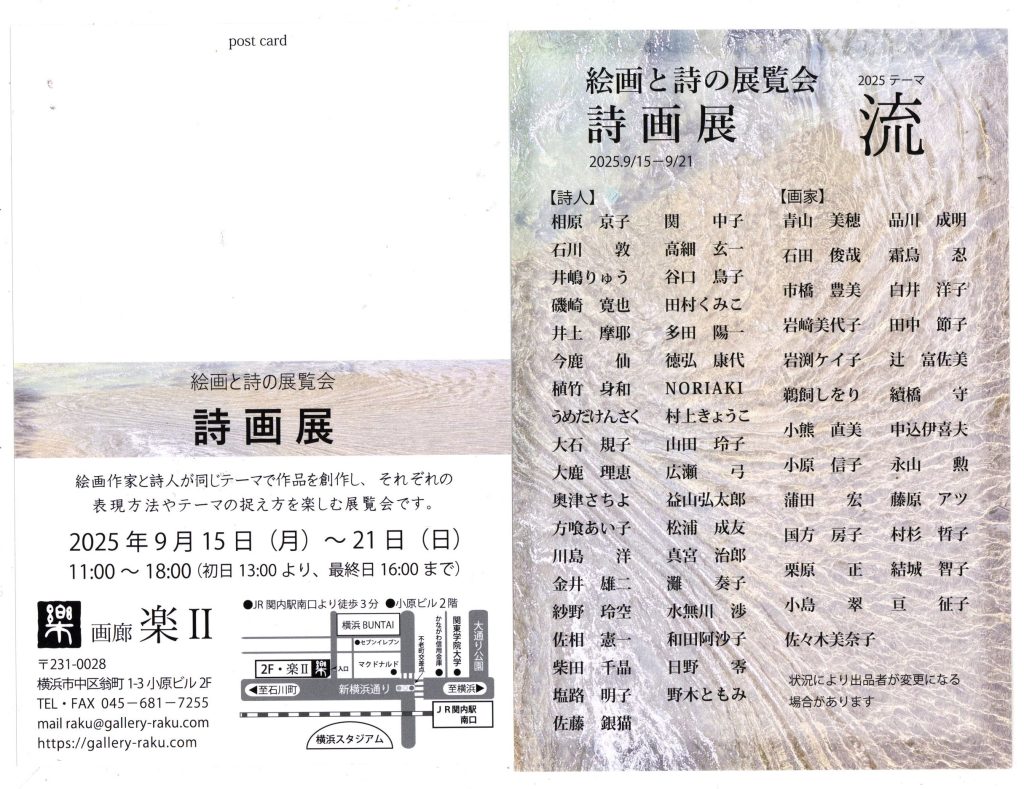 post card
絵画と詩の展覧会
詩画展
絵画作家と詩人が同じテーマで作品を創作し、それぞれの
表現方法やテーマの捉え方を楽しむ展覧会です。
2025年9月15日（月）～21日（日）
11:00～18:00（初日13:00より、最終日16:00まで）
樂
画廊 楽Ⅱ
〒231-0028
横浜市中区翁町1-3 小原ビル2F
TEL・FAX 045－681－7255
mail raku@gallery-raku.com
https://gallery-raku.com
●JR関内駅南口より徒歩3分 ●小原ビル2階
横浜BUNTAI
●セブンイレブン
2F・楽Ⅱ
入口
マクドナルド
不老町交差点
かながわ信用金庫
関東学院大学
大通り公園
至石川町
新横浜通り
至横浜
JR関内駅
南口
横浜スタジアム
絵画と詩の展覧会
詩画展
2025.9/15－9/21
2025 テーマ
流
【詩人】
相原 京子 関 中子
石川 敦 高細 玄一
井嶋りゅう 谷口 鳥子
磯崎 寛也 田村くみこ
井上 摩耶 多田 陽一
今鹿 仙 徳弘 康代
植竹 身和 NORIAKI
うめだけんさく 村上きょうこ
大石 規子 山田 玲子
大鹿 理恵 広瀬 弓
奥津さちよ 益山弘太郎
方喰あい子 松浦 成友
川島 洋 真宮 治郎
金井 雄二 灘 奏子
紗野 玲空 水無川 渉
佐相 憲一 和田阿沙子
柴田 千晶 日野 零
塩路 明子 野木ともみ
佐藤 銀猫
【画家】
青山 美穂 品川 成明
石田 俊哉 霜鳥 忍
市橋 豊美 白井 洋子
岩﨑美代子 田中 節子
岩渕ケイ子 辻 富佐美
鵜飼しをり 續橋 守
小熊 直美 中込伊喜夫
小原 信子 永山 勲
蒲田 宏 藤原 アツ
国方 房子 村杉 哲子
栗原 正 結城 智子
小島 翠 亘 征子
佐々木美奈子
状況により出品者が変更になる
場合があります